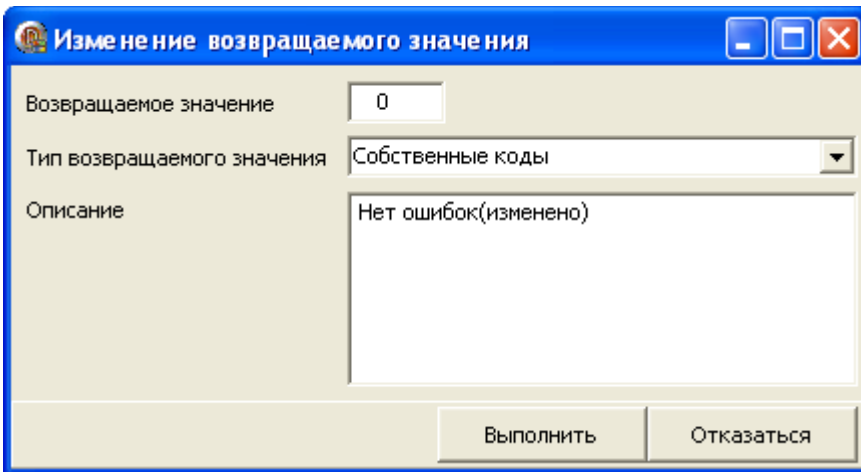 Изменение возвращаемого значения
Возвращаемое значение 0
Тип возвращаемого значения Собственные коды
Описание Нет ошибок(изменено)
Выполнить Отказаться